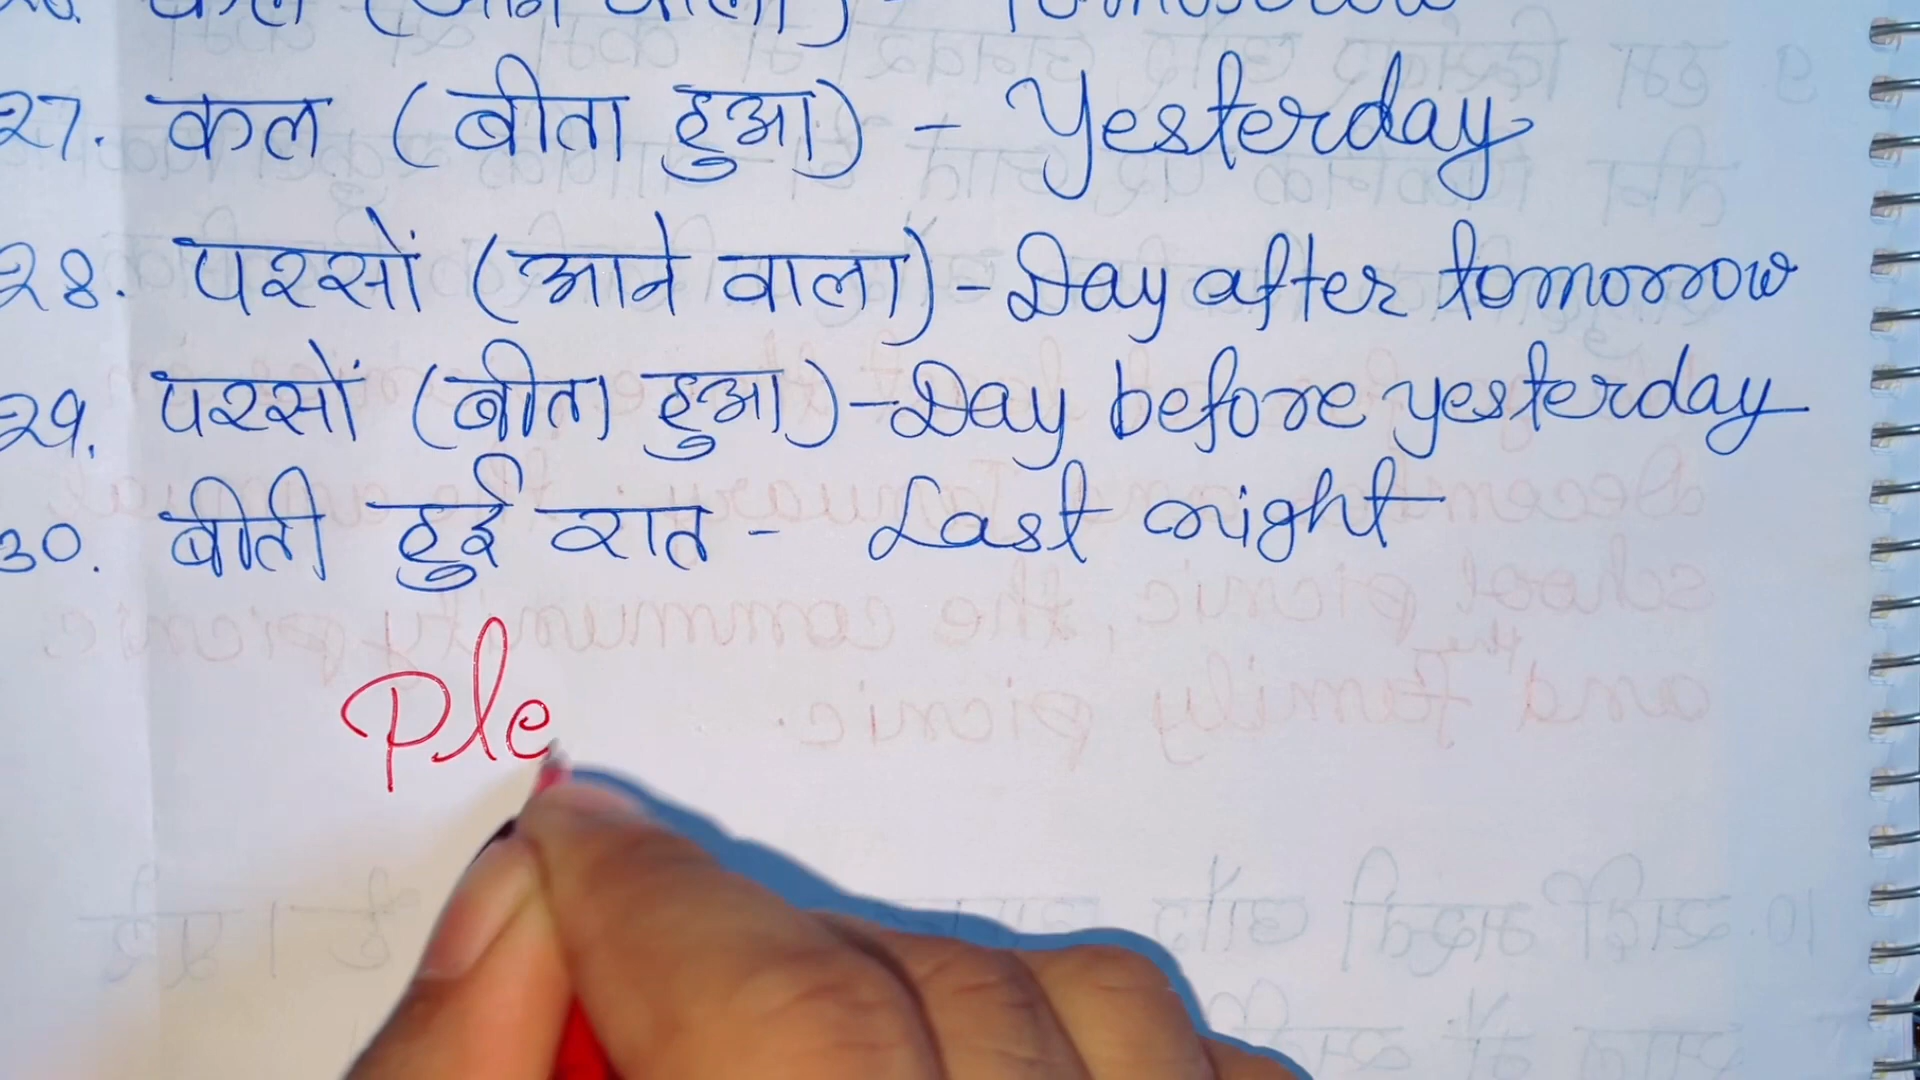 27. कल (बीता हुआ) - Yesterday
28. परसों (आने वाला) - Day after tomorrow
29. परसों (बीता हुआ) - Day before yesterday
30. बीती हुई रात - Last night
Ple